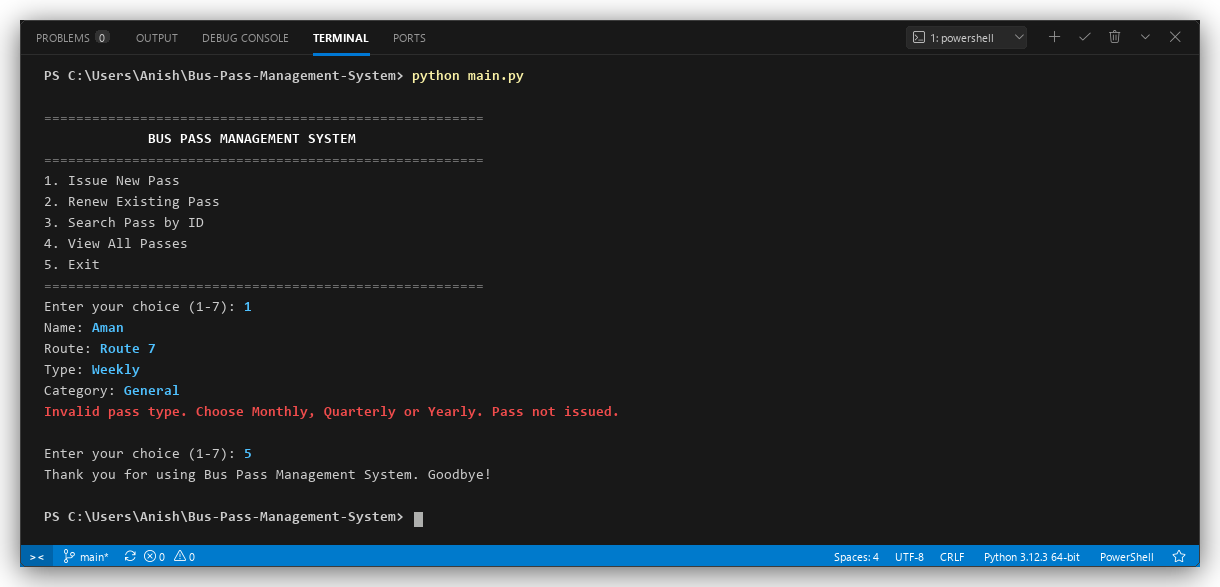 PROBLEMS 0 OUTPUT DEBUG CONSOLE TERMINAL PORTS 1: powershell
PS C:\Users\Anish\Bus-Pass-Management-System> python main.py
=======================================================
BUS PASS MANAGEMENT SYSTEM
=======================================================
1. Issue New Pass
2. Renew Existing Pass
3. Search Pass by ID
4. View All Passes
5. Exit
=======================================================
Enter your choice (1-7): 1
Name: Aman
Route: Route 7
Type: Weekly
Category: General
Invalid pass type. Choose Monthly, Quarterly or Yearly. Pass not issued.
Enter your choice (1-7): 5
Thank you for using Bus Pass Management System. Goodbye!
PS C:\Users\Anish\Bus-Pass-Management-System>
>< main* 0 0 Spaces: 4 UTF-8 CRLF Python 3.12.3 64-bit PowerShell